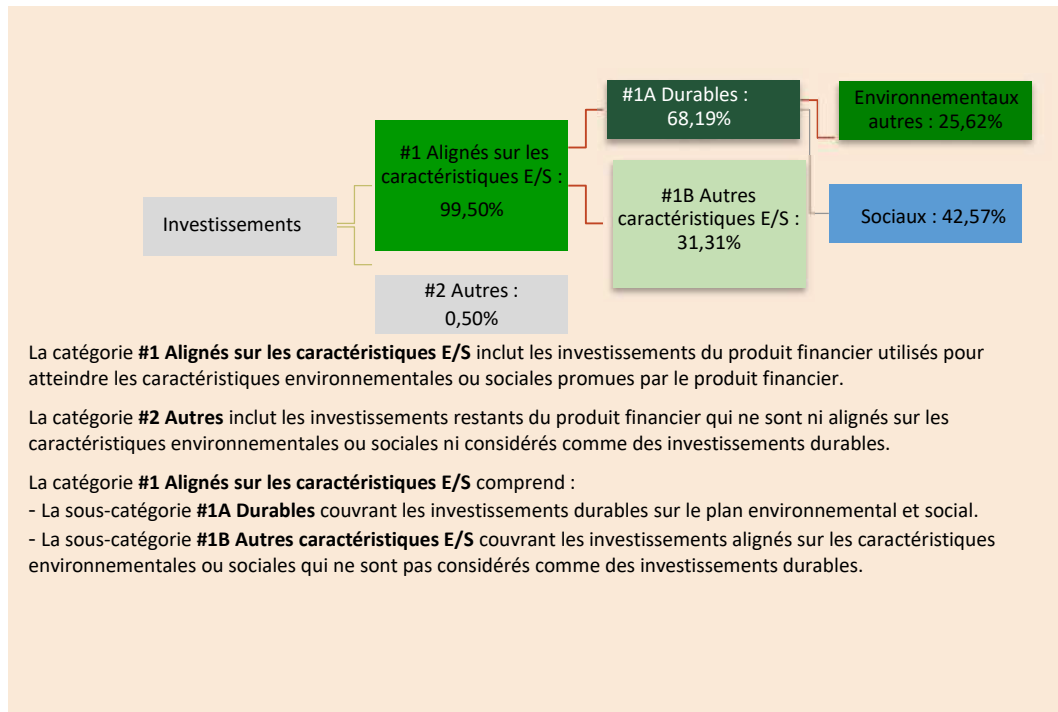 Investissements
#1 Alignés sur les
caractéristiques E/S :
99,50%
#2 Autres :
0,50%
#1A Durables :
68,19%
#1B Autres
caractéristiques E/S :
31,31%
Environnementaux
autres : 25,62%
Sociaux : 42,57%
La catégorie #1 Alignés sur les caractéristiques E/S inclut les investissements du produit financier utilisés pour
atteindre les caractéristiques environnementales ou sociales promues par le produit financier.
La catégorie #2 Autres inclut les investissements restants du produit financier qui ne sont ni alignés sur les
caractéristiques environnementales ou sociales ni considérés comme des investissements durables.
La catégorie #1 Alignés sur les caractéristiques E/S comprend :
- La sous-catégorie #1A Durables couvrant les investissements durables sur le plan environnemental et social.
- La sous-catégorie #1B Autres caractéristiques E/S couvrant les investissements alignés sur les caractéristiques
environnementales ou sociales qui ne sont pas considérés comme des investissements durables.